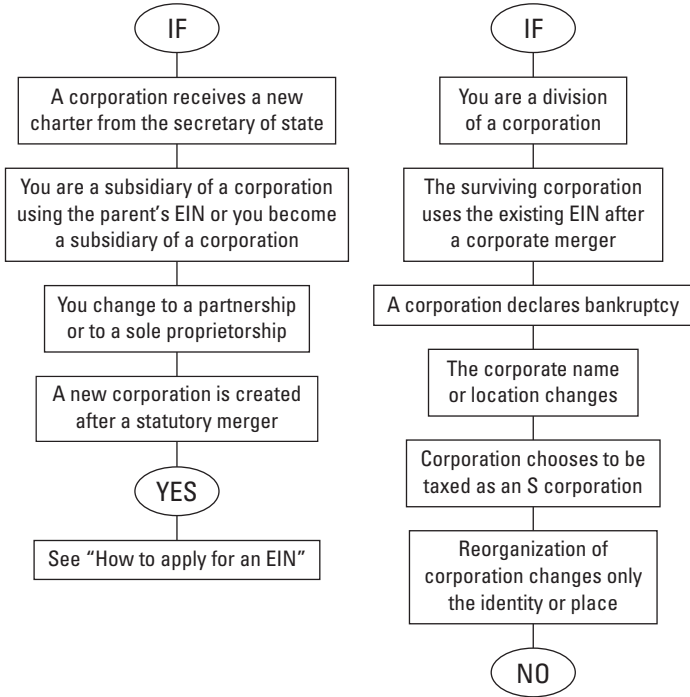 IF
A corporation receives a new
charter from the secretary of state
You are a subsidiary of a corporation
using the parent's EIN or you become
a subsidiary of a corporation
You change to a partnership
or to a sole proprietorship
A new corporation is created
after a statutory merger
YES
See “How to apply for an EIN”
IF
You are a division
of a corporation
The surviving corporation
uses the existing EIN after
a corporate merger
A corporation declares bankruptcy
The corporate name
or location changes
Corporation chooses to be
taxed as an S corporation
Reorganization of
corporation changes only
the identity or place
NO